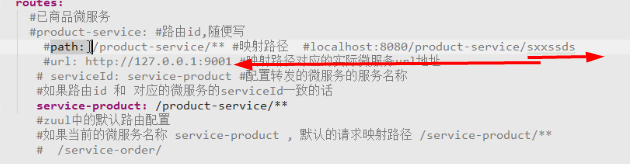 routes:
#已商品微服务
#product-service: #路由id,随便写
#path: /product-service/** #映射路径 #localhost:8080/product-service/sxxssds
#url: http://127.0.0.1:9001 #映射路径对应的实际微服务url地址
# serviceId: service-product #配置转发的微服务的服务名称
#如果路由id 和 对应的微服务的serviceId一致的话
service-product: /product-service/**
#zuul中的默认路由配置
#如果当前的微服务名称 service-product , 默认的请求映射路径 /service-product/**
# /service-order/